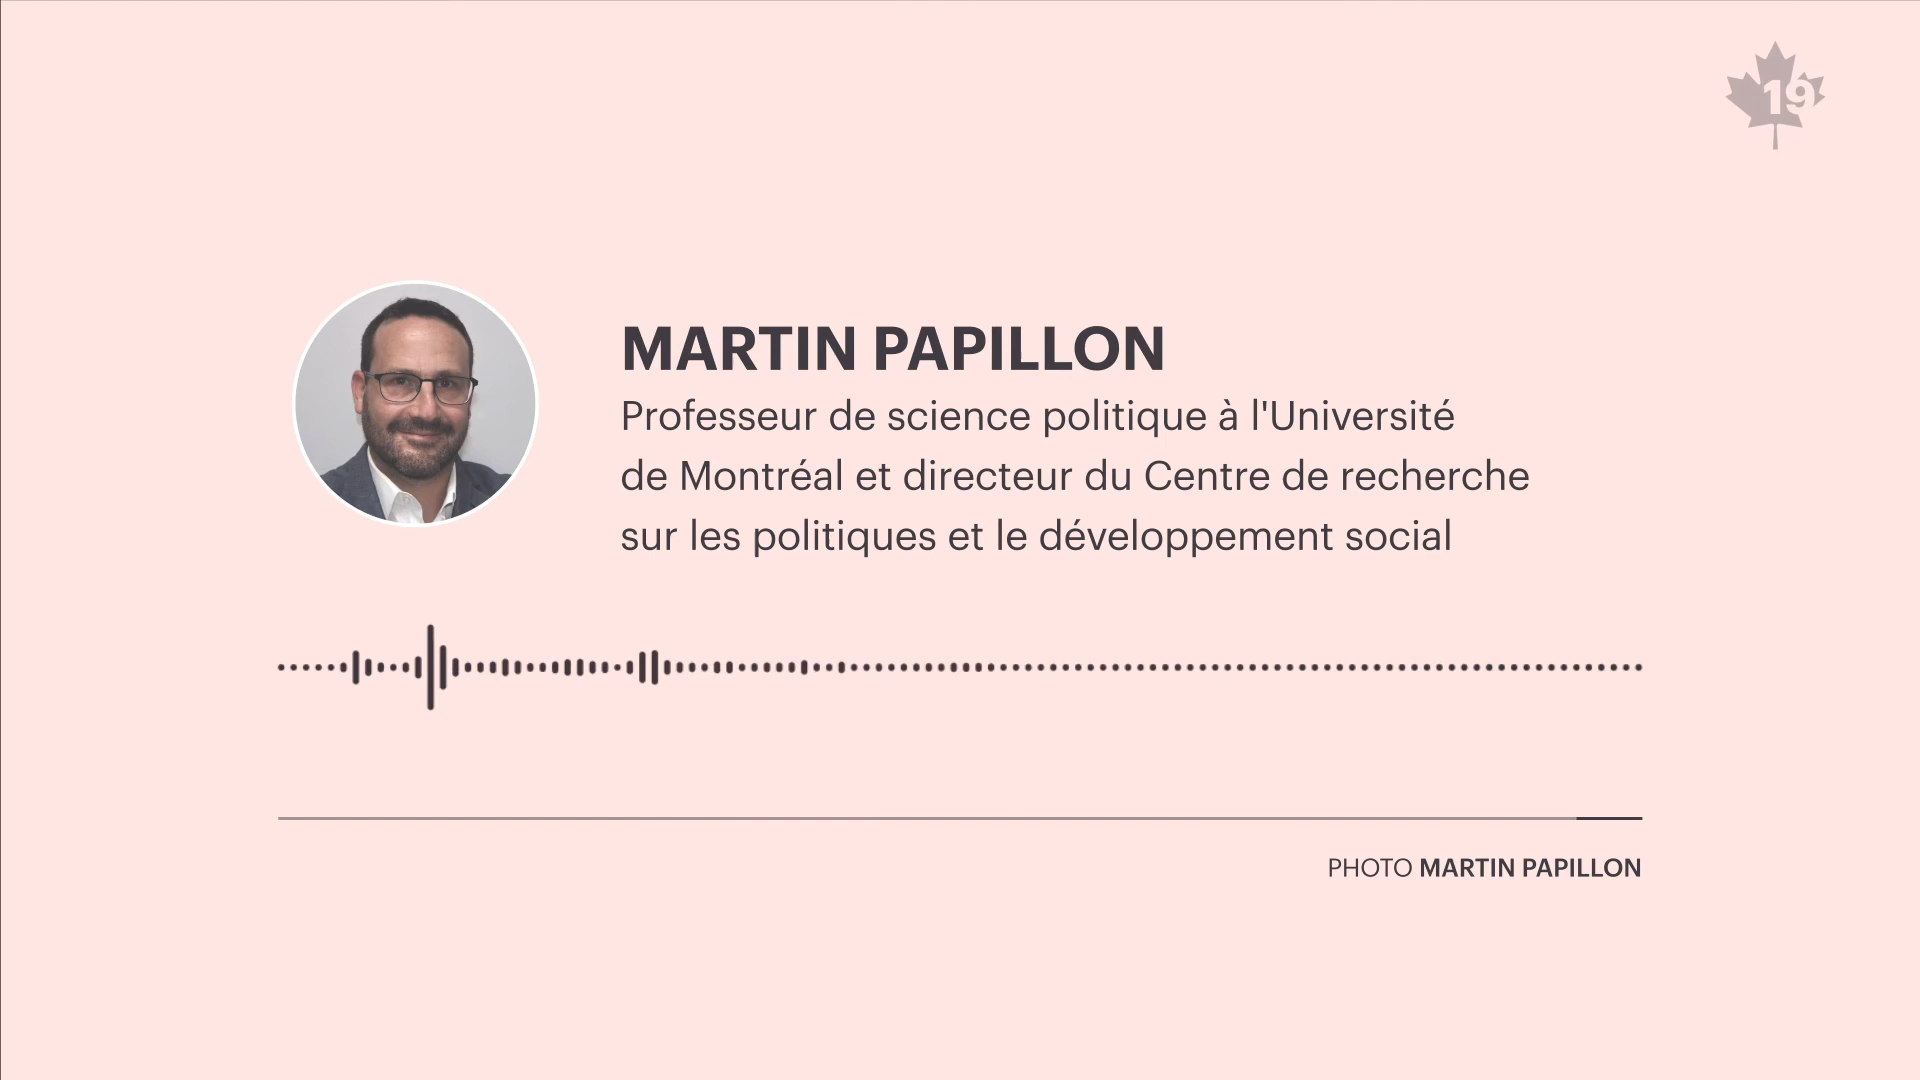 19
MARTIN PAPILLON
Professeur de science politique à l'Université
de Montréal et directeur du Centre de recherche
sur les politiques et le développement social
PHOTO MARTIN PAPILLON